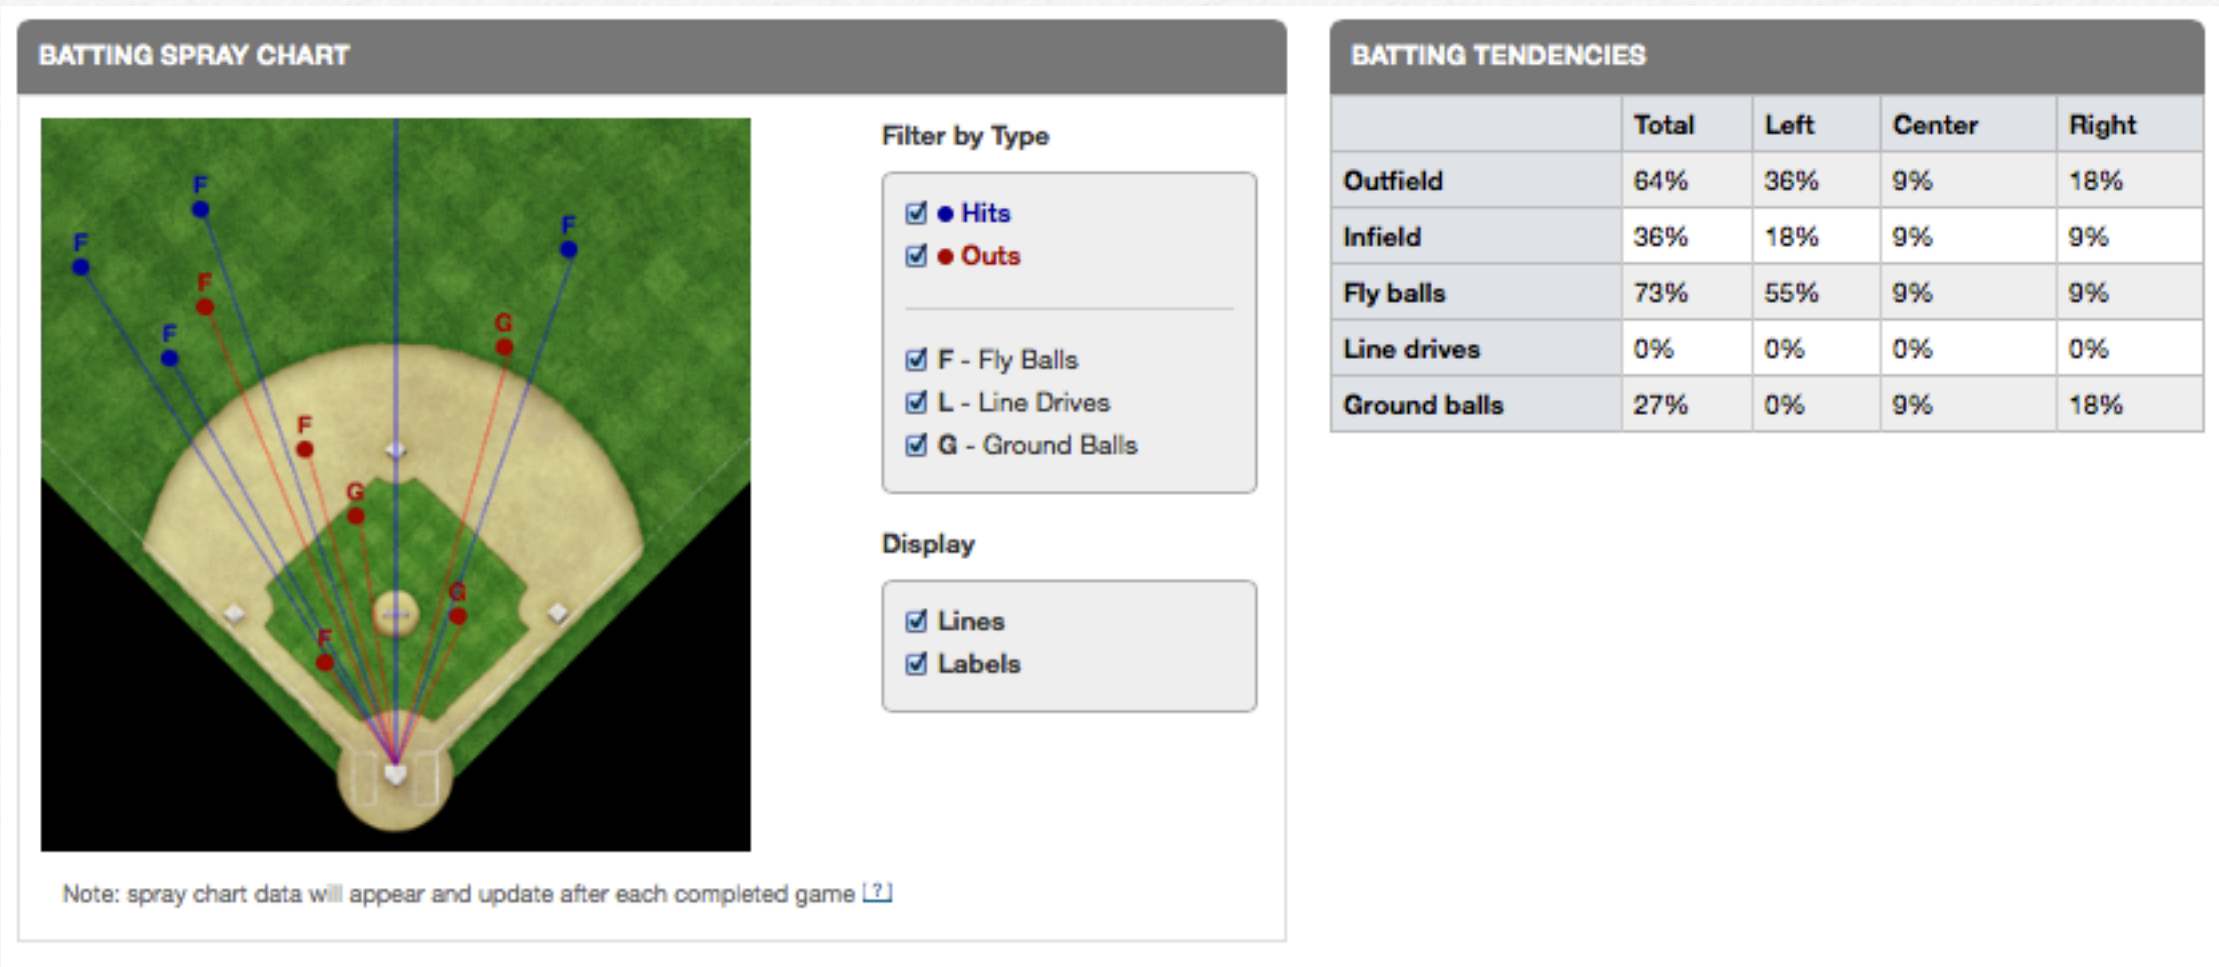 BATTING SPRAY CHART
F
F
F
F
F
G
F
G
G
F
Filter by Type
Hits
Outs
F - Fly Balls
L - Line Drives
G - Ground Balls
Display
Lines
Labels
Note: spray chart data will appear and update after each completed game [?]
BATTING TENDENCIES
Total Left Center Right
Outfield 64% 36% 9% 18%
Infield 36% 18% 9% 9%
Fly balls 73% 55% 9% 9%
Line drives 0% 0% 0% 0%
Ground balls 27% 0% 9% 18%